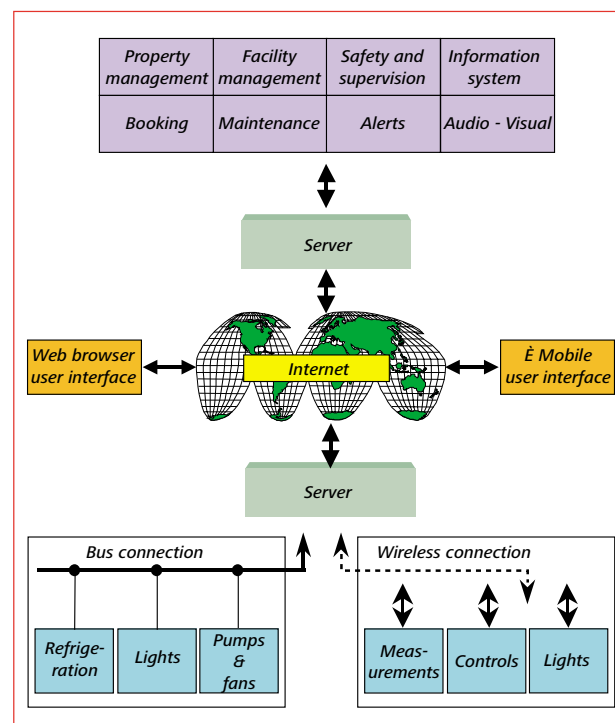 Property
management
Facility
management
Safety and
supervision
Information
system
Booking
Maintenance
Alerts
Audio - Visual
Server
Web browser
user interface
Internet
È Mobile
user interface
Server
Bus connection
Wireless connection
Refrige-
ration
Lights
Pumps
&
fans
Meas-
urements
Controls
Lights